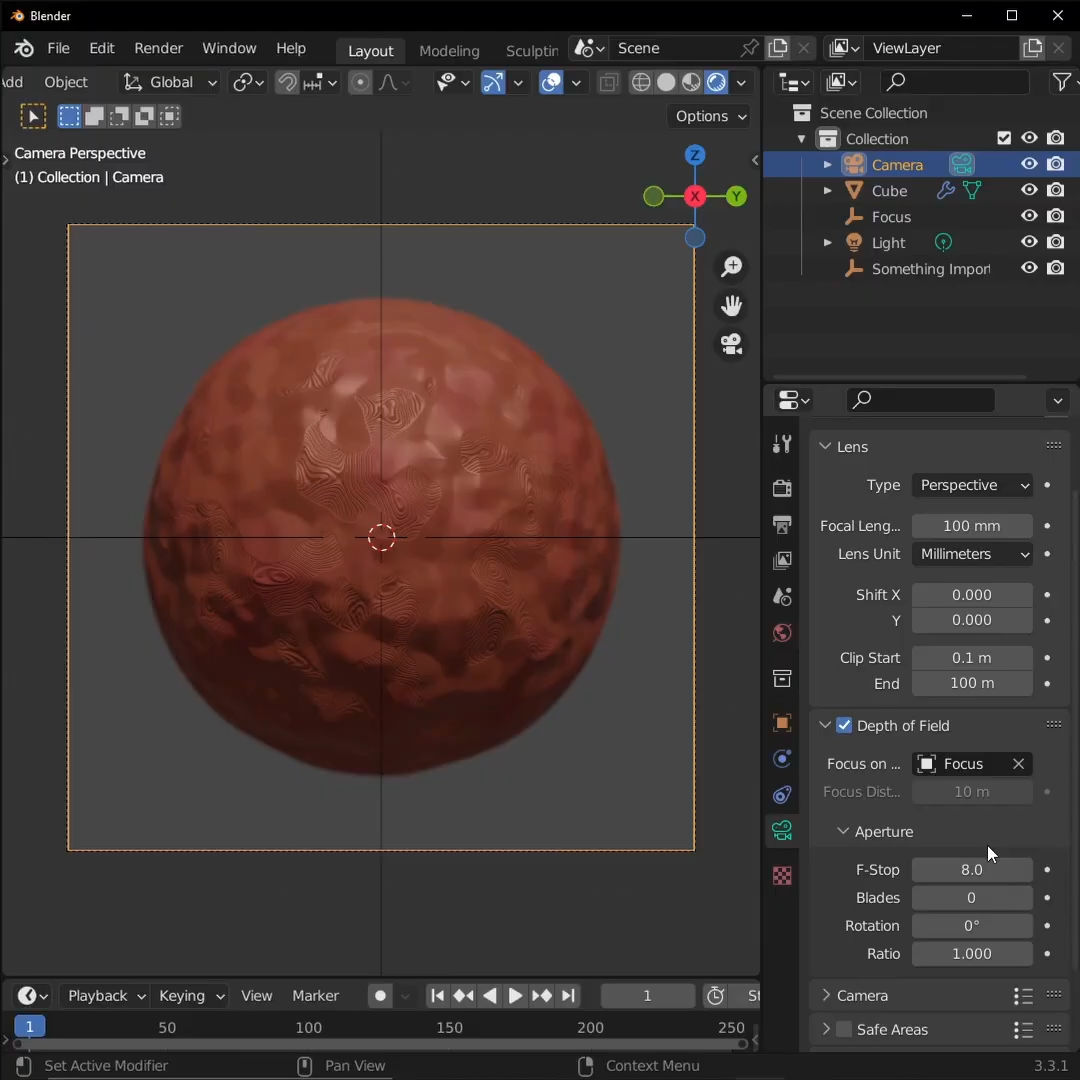 Blender
File Edit Render Window Help Layout Modeling Sculptin Scene ViewLayer
Add Object Global
Options
Camera Perspective
(1) Collection | Camera
Z
X
Y
Scene Collection
Collection
Camera
Cube
Focus
Light
Something Import
Lens
Type Perspective
Focal Leng... 100 mm
Lens Unit Millimeters
Shift X 0.000
Y 0.000
Clip Start 0.1 m
End 100 m
Depth of Field
Focus on ... Focus
Focus Dist... 10 m
Aperture
F-Stop 8.0
Blades 0
Rotation 0°
Ratio 1.000
Camera
Safe Areas
Playback Keying View Marker 1 St
1 50 100 150 200 250
Set Active Modifier Pan View Context Menu 3.3.1